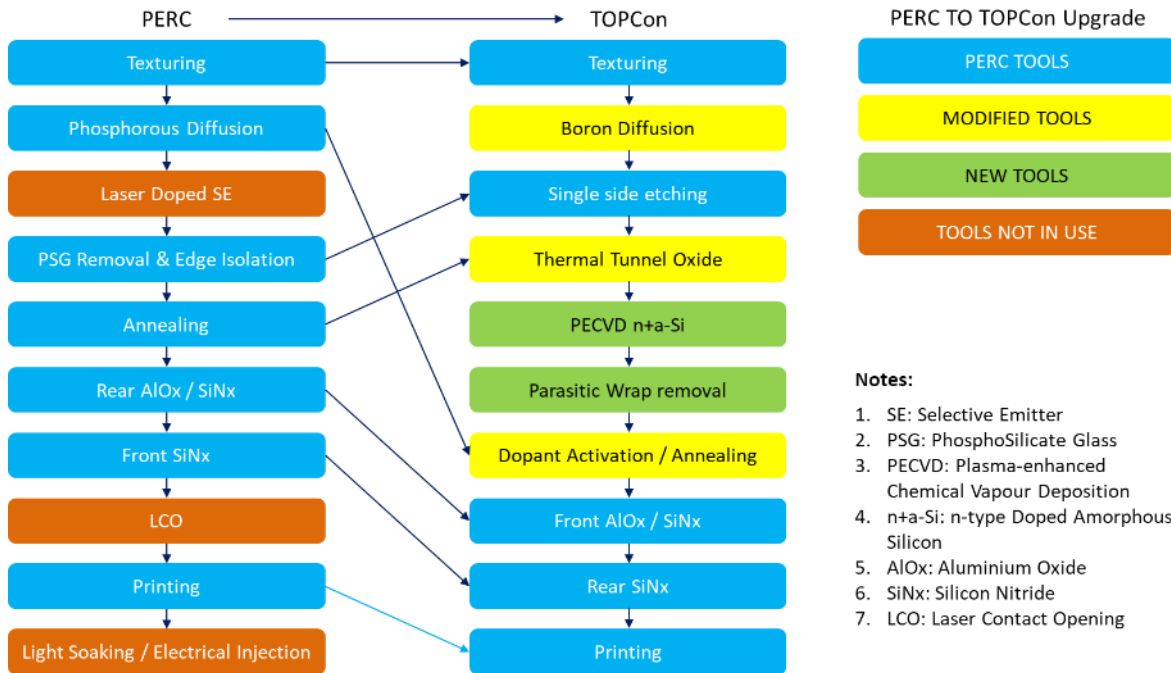 PERC
TOPCon
PERC TO TOPCon Upgrade
Texturing
Phosphorous Diffusion
Laser Doped SE
PSG Removal & Edge Isolation
Annealing
Rear AlOx / SiNx
Front SiNx
LCO
Printing
Light Soaking / Electrical Injection
Texturing
Boron Diffusion
Single side etching
Thermal Tunnel Oxide
PECVD n+a-Si
Parasitic Wrap removal
Dopant Activation / Annealing
Front AlOx / SiNx
Rear SiNx
Printing
PERC TOOLS
MODIFIED TOOLS
NEW TOOLS
TOOLS NOT IN USE
Notes:
1. SE: Selective Emitter
2. PSG: PhosphoSilicate Glass
3. PECVD: Plasma-enhanced
Chemical Vapour Deposition
4. n+a-Si: n-type Doped Amorphous
Silicon
5. AlOx: Aluminium Oxide
6. SiNx: Silicon Nitride
7. LCO: Laser Contact Opening